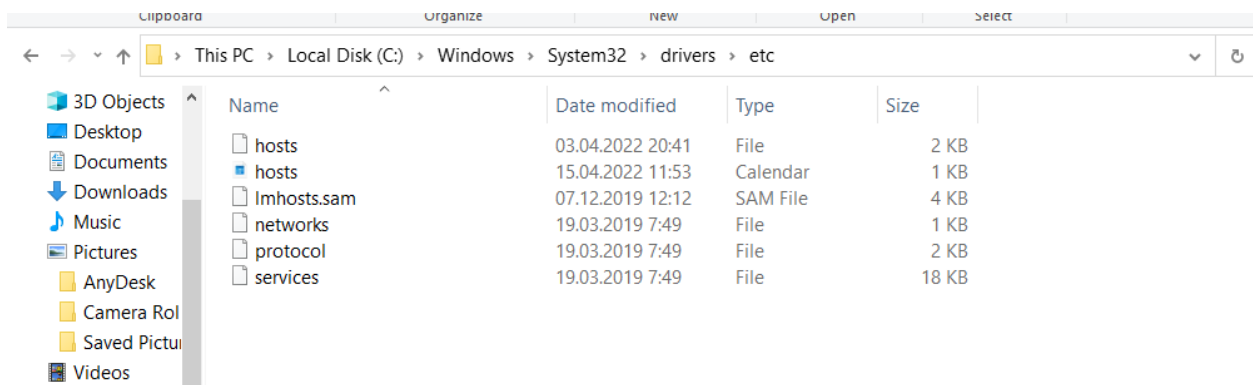 Clipboard Organize New Open Select
This PC > Local Disk (C:) > Windows > System32 > drivers > etc
3D Objects
Desktop
Documents
Downloads
Music
Pictures
AnyDesk
Camera Rol
Saved Pictu
Videos
Name Date modified Type Size
hosts 03.04.2022 20:41 File 2 KB
hosts 15.04.2022 11:53 Calendar 1 KB
lmhosts.sam 07.12.2019 12:12 SAM File 4 KB
networks 19.03.2019 7:49 File 1 KB
protocol 19.03.2019 7:49 File 2 KB
services 19.03.2019 7:49 File 18 KB